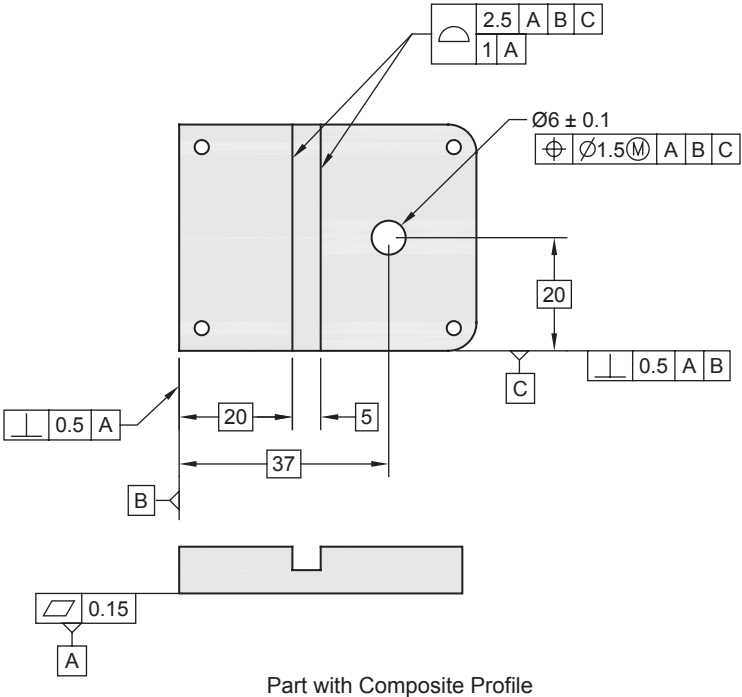 ⌓ 2.5 A B C
1 A
Ø6 ± 0.1
⌖ Ø1.5Ⓜ A B C
20
⟂ 0.5 A B
C
⟂ 0.5 A
20
5
37
B
⏥ 0.15
A
Part with Composite Profile